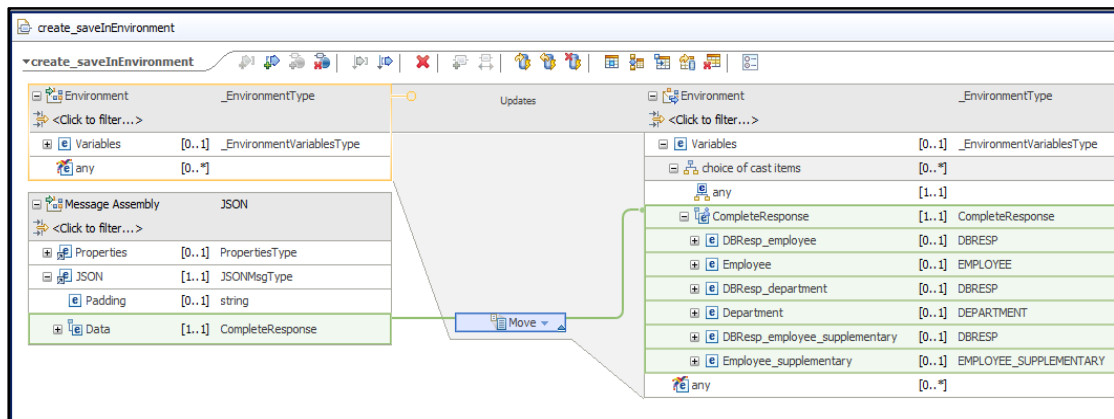 create_saveInEnvironment
create_saveInEnvironment
Environment _EnvironmentType
<Click to filter...>
Variables [0..1] _EnvironmentVariablesType
any [0..*]
Message Assembly JSON
<Click to filter...>
Properties [0..1] PropertiesType
JSON [1..1] JSONMsgType
Padding [0..1] string
Data [1..1] CompleteResponse
Updates
Move
Environment _EnvironmentType
<Click to filter...>
Variables [0..1] _EnvironmentVariablesType
choice of cast items [0..*]
any [1..1]
CompleteResponse [1..1] CompleteResponse
DBResp_employee [0..1] DBRESP
Employee [0..1] EMPLOYEE
DBResp_department [0..1] DBRESP
Department [0..1] DEPARTMENT
DBResp_employee_supplementary [0..1] DBRESP
Employee_supplementary [0..1] EMPLOYEE_SUPPLEMENTARY
any [0..*]